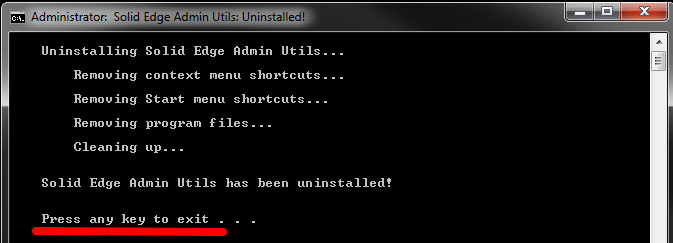 Administrator: Solid Edge Admin Utils: Uninstalled!
Uninstalling Solid Edge Admin Utils...
Removing context menu shortcuts...
Removing Start menu shortcuts...
Removing program files...
Cleaning up...
Solid Edge Admin Utils has been uninstalled!
Press any key to exit . . .